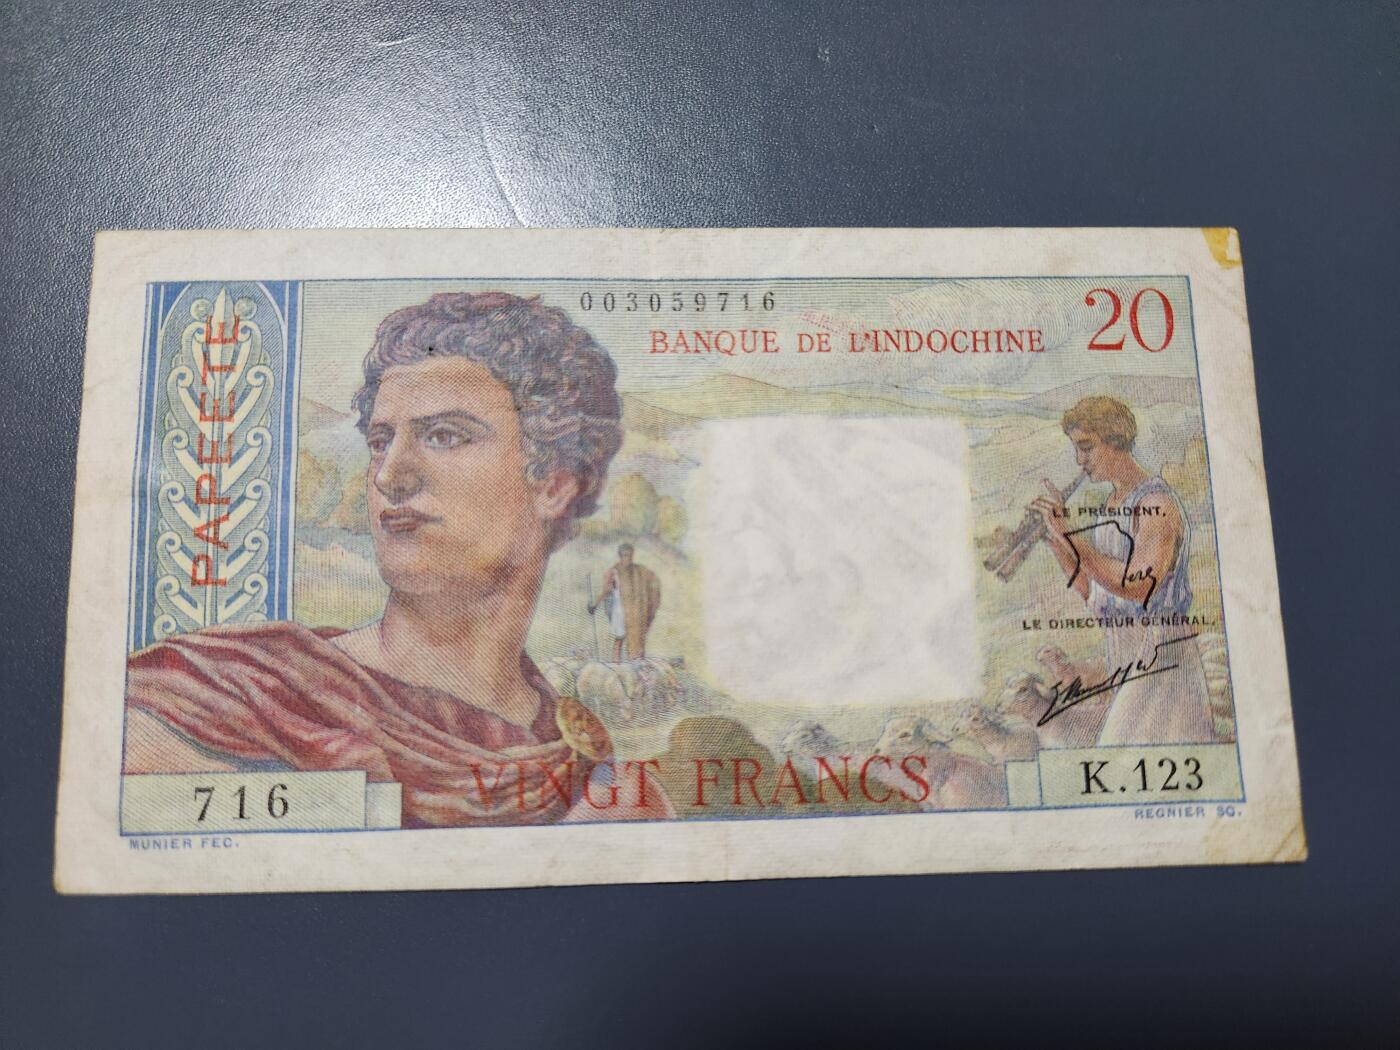 003059716
20
BANQUE DE L'INDOCHINE
PAPEETE
LE PRÉSIDENT.
LE DIRECTEUR GÉNÉRAL.
VINGT FRANCS
716
K.123
MUNIER FEC.
REGNIER SC.